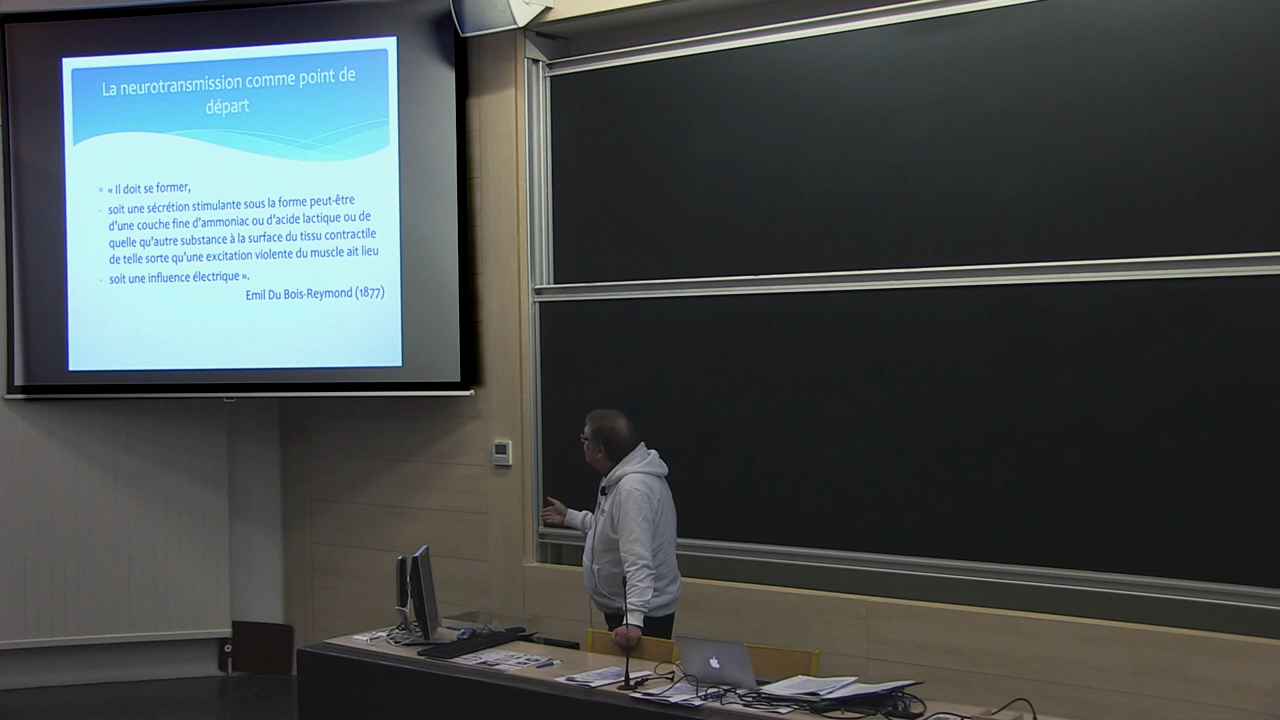 La neurotransmission comme point de
départ
« Il doit se former,
soit une sécrétion stimulante sous la forme peut-être
d'une couche fine d'ammoniac ou d'acide lactique ou de
quelle qu'autre substance à la surface du tissu contractile
de telle sorte qu'une excitation violente du muscle ait lieu
soit une influence électrique ».
Emil Du Bois-Reymond (1877)